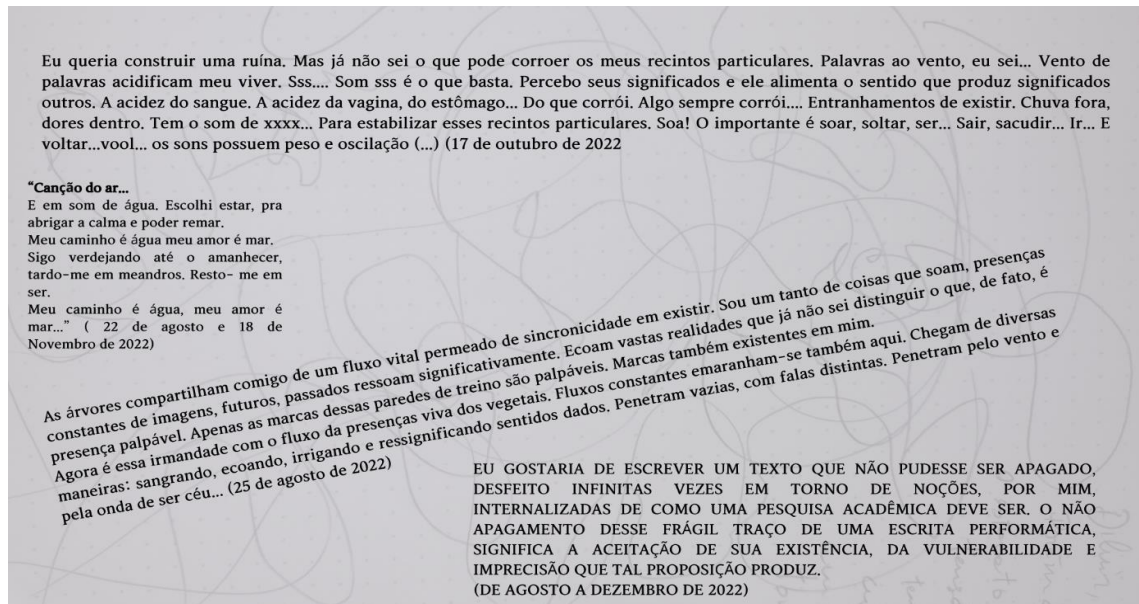 Eu queria construir uma ruína. Mas já não sei o que pode corroer os meus recintos particulares. Palavras ao vento, eu sei... Vento de
palavras acidificam meu viver. Sss.... Som sss é o que basta. Percebo seus significados e ele alimenta o sentido que produz significados
outros. A acidez do sangue. A acidez da vagina, do estômago... Do que corrói. Algo sempre corrói.... Entranhamentos de existir. Chuva fora,
dores dentro. Tem o som de xxxx... Para estabilizar esses recintos particulares. Soa! O importante é soar, soltar, ser... Sair, sacudir... Ir... E
voltar...vool... os sons possuem peso e oscilação (...) (17 de outubro de 2022
“Canção do ar...
E em som de água. Escolhi estar, pra
abrigar a calma e poder remar.
Meu caminho é água meu amor é mar.
Sigo verdejando até o amanhecer,
tardo-me em meandros. Resto- me em
ser.
Meu caminho é água, meu amor é
mar...” ( 22 de agosto e 18 de
Novembro de 2022)
As árvores compartilham comigo de um fluxo vital permeado de sincronicidade em existir. Sou um tanto de coisas que soam, presenças
constantes de imagens, futuros, passados ressoam significativamente. Ecoam vastas realidades que já não sei distinguir o que, de fato, é
presença palpável. Apenas as marcas dessas paredes de treino são palpáveis. Marcas também existentes em mim.
Agora é essa irmandade com o fluxo da presenças viva dos vegetais. Fluxos constantes emaranham-se também aqui. Chegam de diversas
maneiras: sangrando, ecoando, irrigando e ressignificando sentidos dados. Penetram vazias, com falas distintas. Penetram pelo vento e
pela onda de ser céu... (25 de agosto de 2022)
EU GOSTARIA DE ESCREVER UM TEXTO QUE NÃO PUDESSE SER APAGADO,
DESFEITO INFINITAS VEZES EM TORNO DE NOÇÕES, POR MIM,
INTERNALIZADAS DE COMO UMA PESQUISA ACADÊMICA DEVE SER. O NÃO
APAGAMENTO DESSE FRÁGIL TRAÇO DE UMA ESCRITA PERFORMÁTICA,
SIGNIFICA A ACEITAÇÃO DE SUA EXISTÊNCIA, DA VULNERABILIDADE E
IMPRECISÃO QUE TAL PROPOSIÇÃO PRODUZ.
(DE AGOSTO A DEZEMBRO DE 2022)